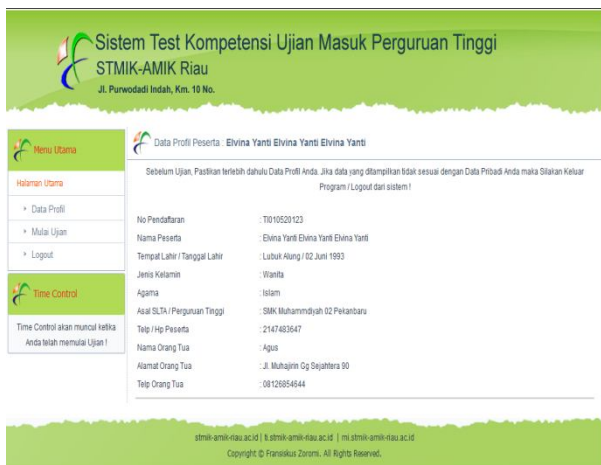 Sistem Test Kompetensi Ujian Masuk Perguruan Tinggi
STMIK-AMIK Riau
Jl. Purwodadi Indah, Km. 10 No.
Menu Utama
Halaman Utama
Data Profil
Mulai Ujian
Logout
Time Control
Time Control akan muncul ketika
Anda telah memulai Ujian !
Data Profil Peserta : Elvina Yanti Elvina Yanti Elvina Yanti
Sebelum Ujian, Pastikan terlebih dahulu Data Profil Anda. Jika data yang ditampilkan tidak sesuai dengan Data Pribadi Anda maka Silakan Keluar
Program / Logout dari sistem !
No Pendaftaran : TI010520123
Nama Peserta : Elvina Yanti Elvina Yanti Elvina Yanti
Tempat Lahir / Tanggal Lahir : Lubuk Alung / 02 Juni 1993
Jenis Kelamin : Wanita
Agama : Islam
Asal SLTA / Perguruan Tinggi : SMK Muhammdiyah 02 Pekanbaru
Telp / Hp Peserta : 2147483647
Nama Orang Tua : Agus
Alamat Orang Tua : Jl. Muhajirin Gg Sejahtera 90
Telp Orang Tua : 08126854644
stmik-amik-riau.ac.id | ti.stmik-amik-riau.ac.id | mi.stmik-amik-riau.ac.id
Copyright © Fransiskus Zoromi. All Rights Reserved.